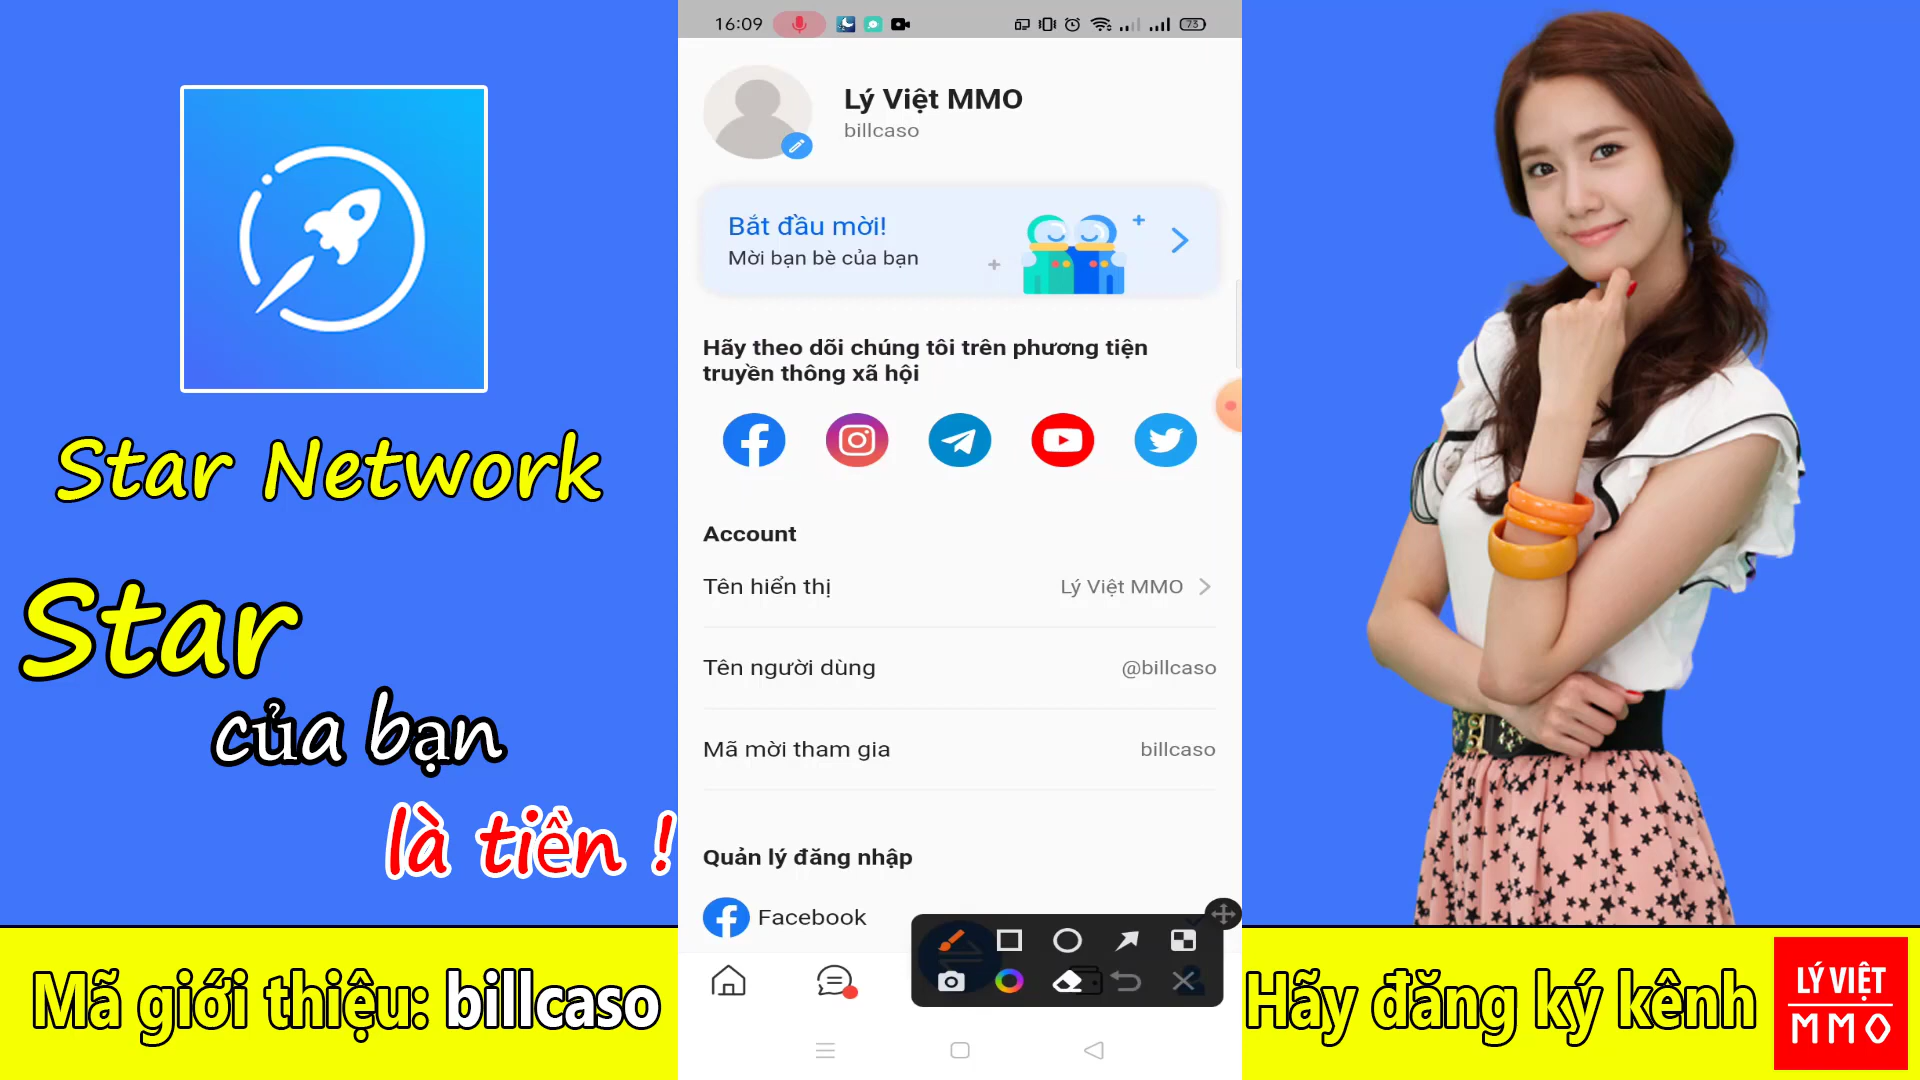 Star Network
Star
của bạn
là tiền !
Mã giới thiệu: billcaso
16:09
73
Lý Việt MMO
billcaso
Bắt đầu mời!
Mời bạn bè của bạn
Hãy theo dõi chúng tôi trên phương tiện
truyền thông xã hội
Account
Tên hiển thị Lý Việt MMO
Tên người dùng @billcaso
Mã mời tham gia billcaso
Quản lý đăng nhập
Facebook
Hãy đăng ký kênh
LÝ VIỆT
MMO